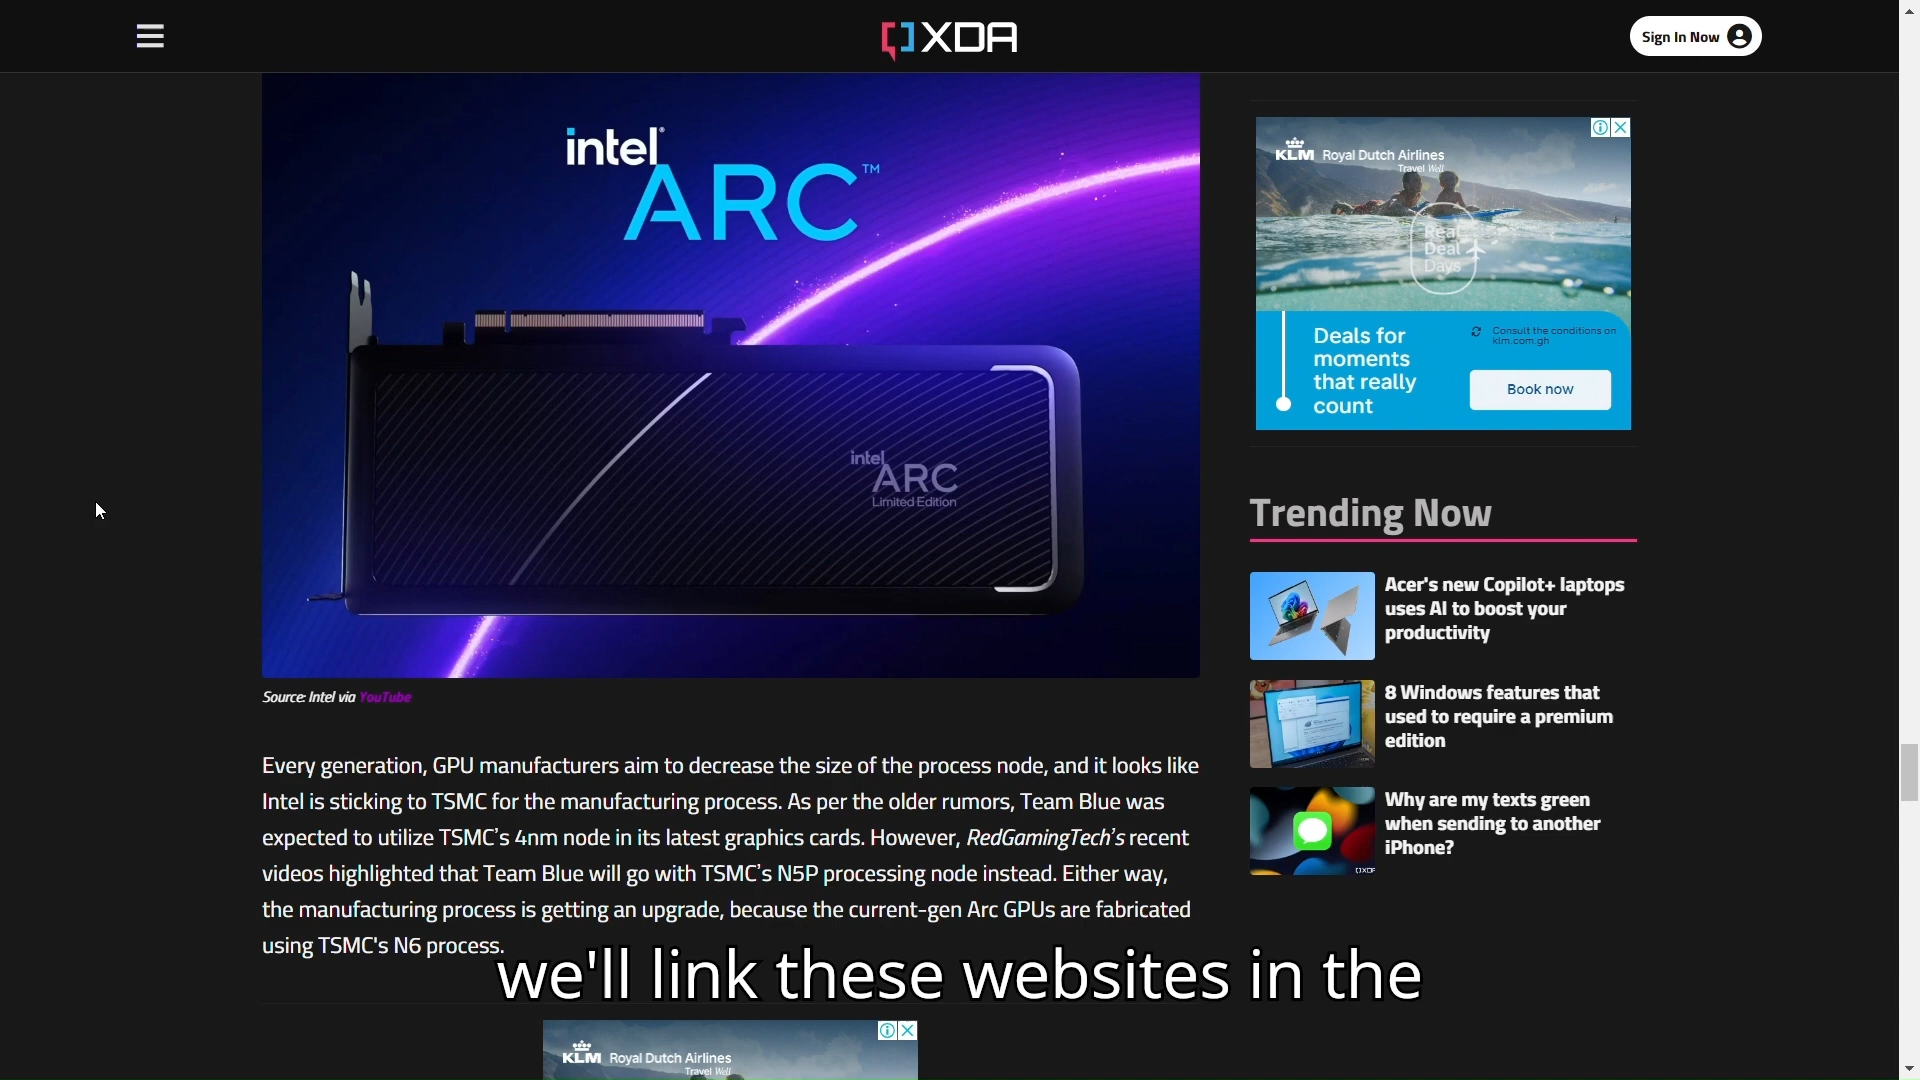 XDA
Sign In Now
intel
ARC™
intel
ARC
Limited Edition
Source: Intel via YouTube
Every generation, GPU manufacturers aim to decrease the size of the process node, and it looks like
Intel is sticking to TSMC for the manufacturing process. As per the older rumors, Team Blue was
expected to utilize TSMC’s 4nm node in its latest graphics cards. However, RedGamingTech’s recent
videos highlighted that Team Blue will go with TSMC’s N5P processing node instead. Either way,
the manufacturing process is getting an upgrade, because the current-gen Arc GPUs are fabricated
using TSMC's N6 process.
KLM Royal Dutch Airlines
Travel Well
Real
Deal
Days
Deals for
moments
that really
count
Consult the conditions on
klm.com.gh
Book now
Trending Now
Acer's new Copilot+ laptops
uses AI to boost your
productivity
8 Windows features that
used to require a premium
edition
Why are my texts green
when sending to another
iPhone?
XDA
we'll link these websites in the
KLM Royal Dutch Airlines
Travel Well